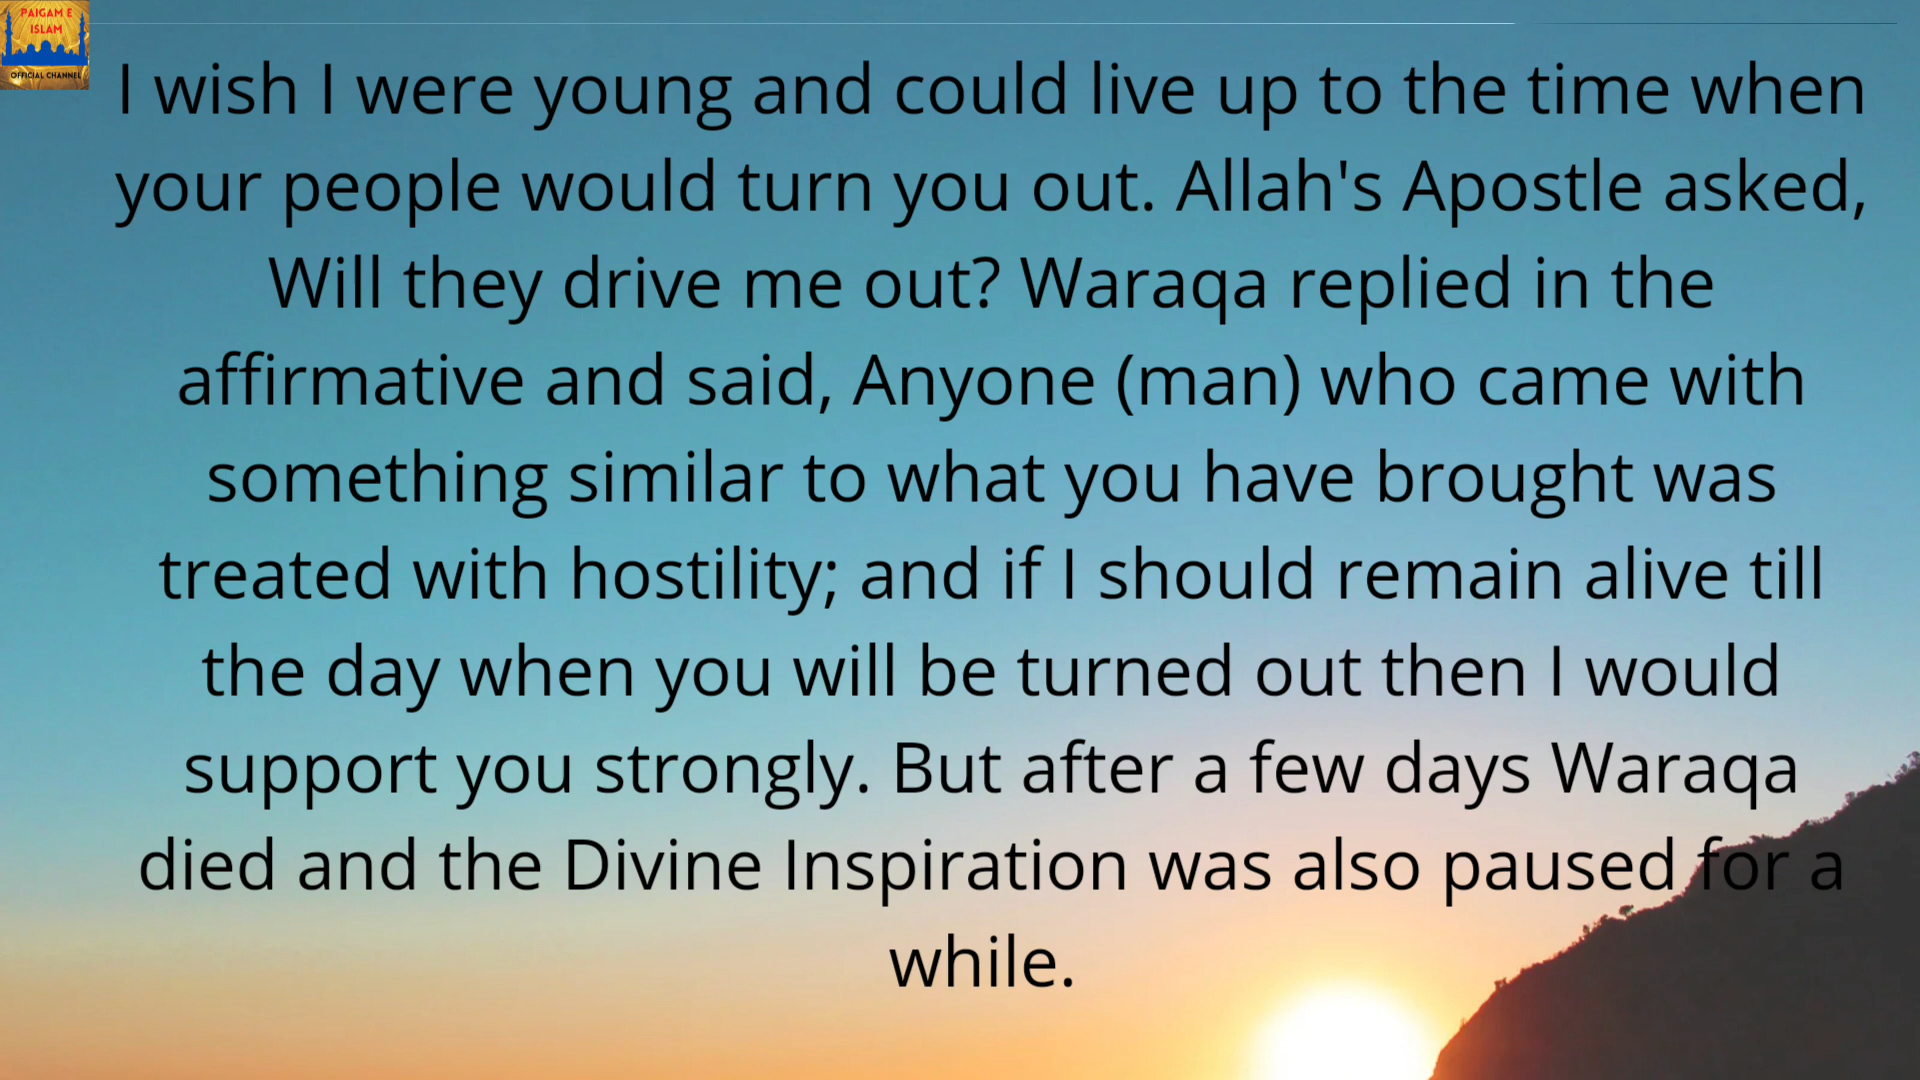 PAIGAM E
ISLAM
OFFICIAL CHANNEL
I wish I were young and could live up to the time when
your people would turn you out. Allah's Apostle asked,
Will they drive me out? Waraqa replied in the
affirmative and said, Anyone (man) who came with
something similar to what you have brought was
treated with hostility; and if I should remain alive till
the day when you will be turned out then I would
support you strongly. But after a few days Waraqa
died and the Divine Inspiration was also paused for a
while.